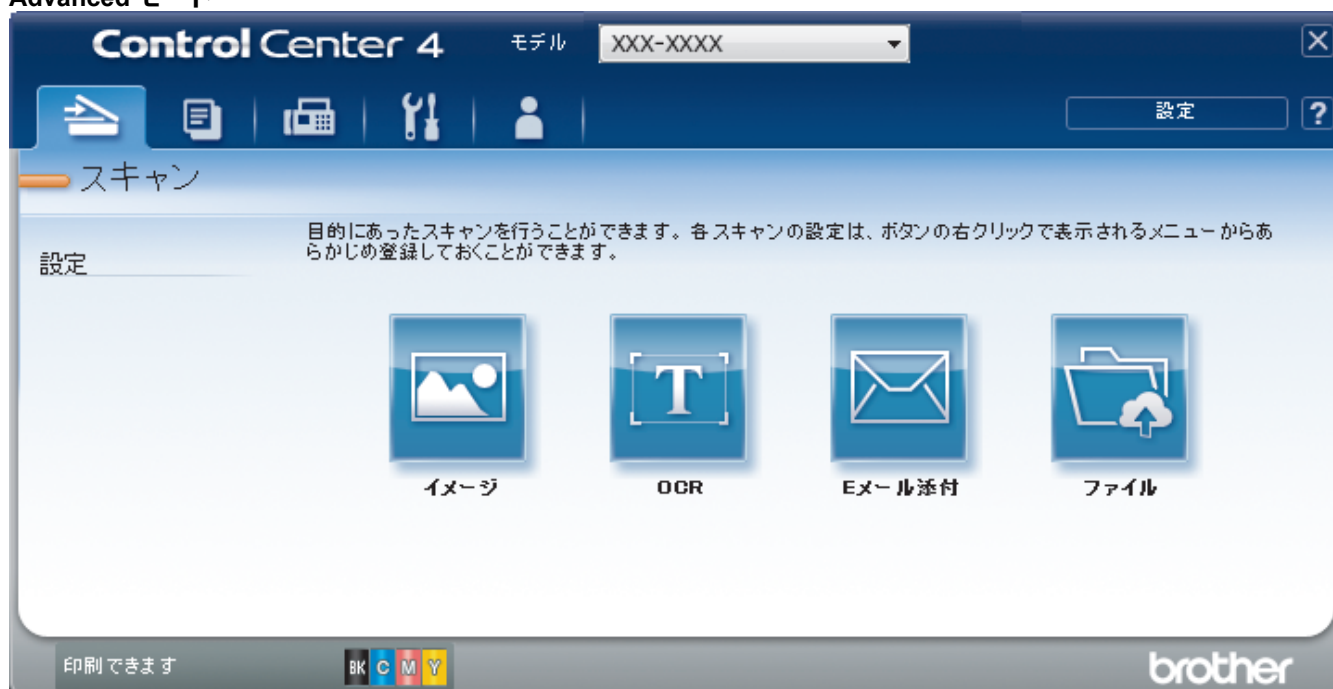 Advanced モード
Control Center 4
モデル
XXX-XXXX
設定
?
スキャン
設定
目的にあったスキャンを行うことができます。各スキャンの設定は、ボタンの右クリックで表示されるメニューからあ
らかじめ登録しておくことができます。
T
イメージ
OCR
Eメール添付
ファイル
印刷できます
BK C M Y
brother